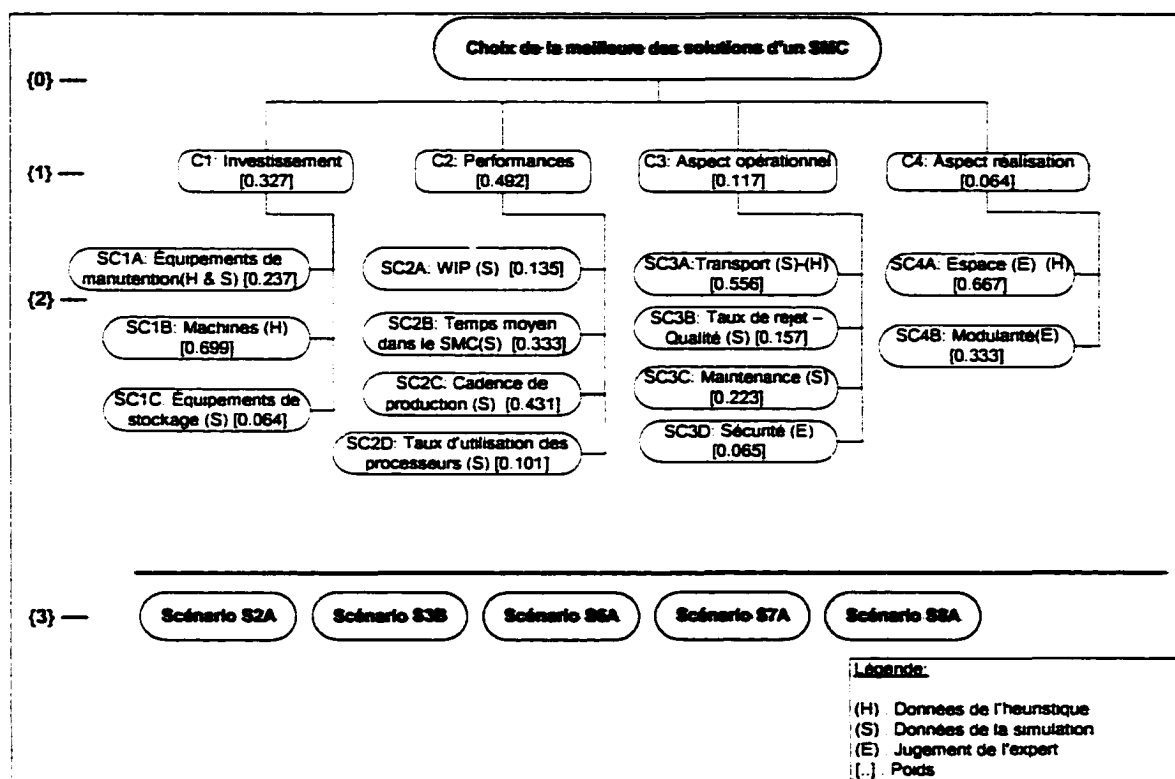 Choix de la meilleure des solutions d'un SMC
{0}
{1}
C1: Investissement
[0.327]
C2: Performances
[0.492]
C3: Aspect opérationnel
[0.117]
C4: Aspect réalisation
[0.064]
{2}
SC1A: Équipements de
manutention(H & S) [0.237]
SC1B: Machines (H)
[0.699]
SC1C: Équipements de
stockage (S) [0.064]
SC2A: WIP (S) [0.135]
SC2B: Temps moyen
dans le SMC(S) [0.333]
SC2C: Cadence de
production (S) [0.431]
SC2D: Taux d'utilisation des
processeurs (S) [0.101]
SC3A:Transport (S)-(H)
[0.556]
SC3B: Taux de rejet –
Qualité (S) [0.157]
SC3C: Maintenance (S)
[0.223]
SC3D: Sécurité (E)
[0.065]
SC4A: Espace (E) (H)
[0.667]
SC4B: Modularité(E)
[0.333]
{3}
Scénario S2A
Scénario S3B
Scénario S6A
Scénario S7A
Scénario S8A
Légende:
(H) : Données de l'heuristique
(S) : Données de la simulation
(E) : Jugement de l'expert
[..] : Poids